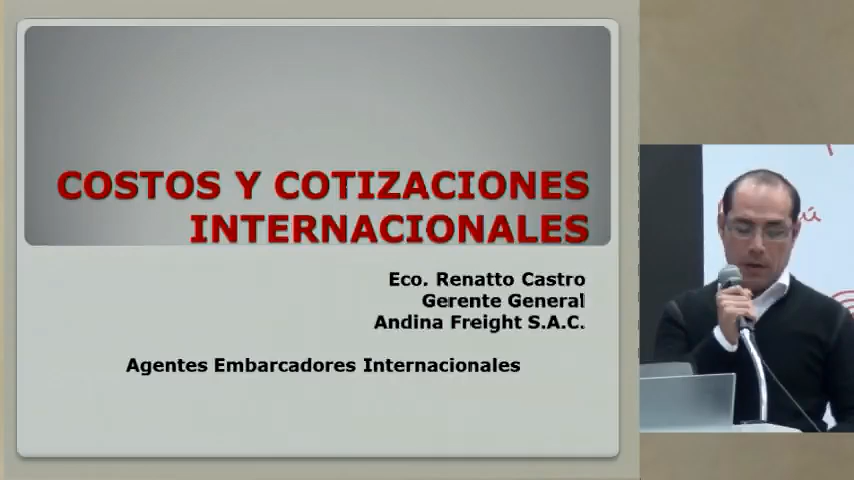 COSTOS Y COTIZACIONES
INTERNACIONALES
Eco. Renatto Castro
Gerente General
Andina Freight S.A.C.
Agentes Embarcadores Internacionales